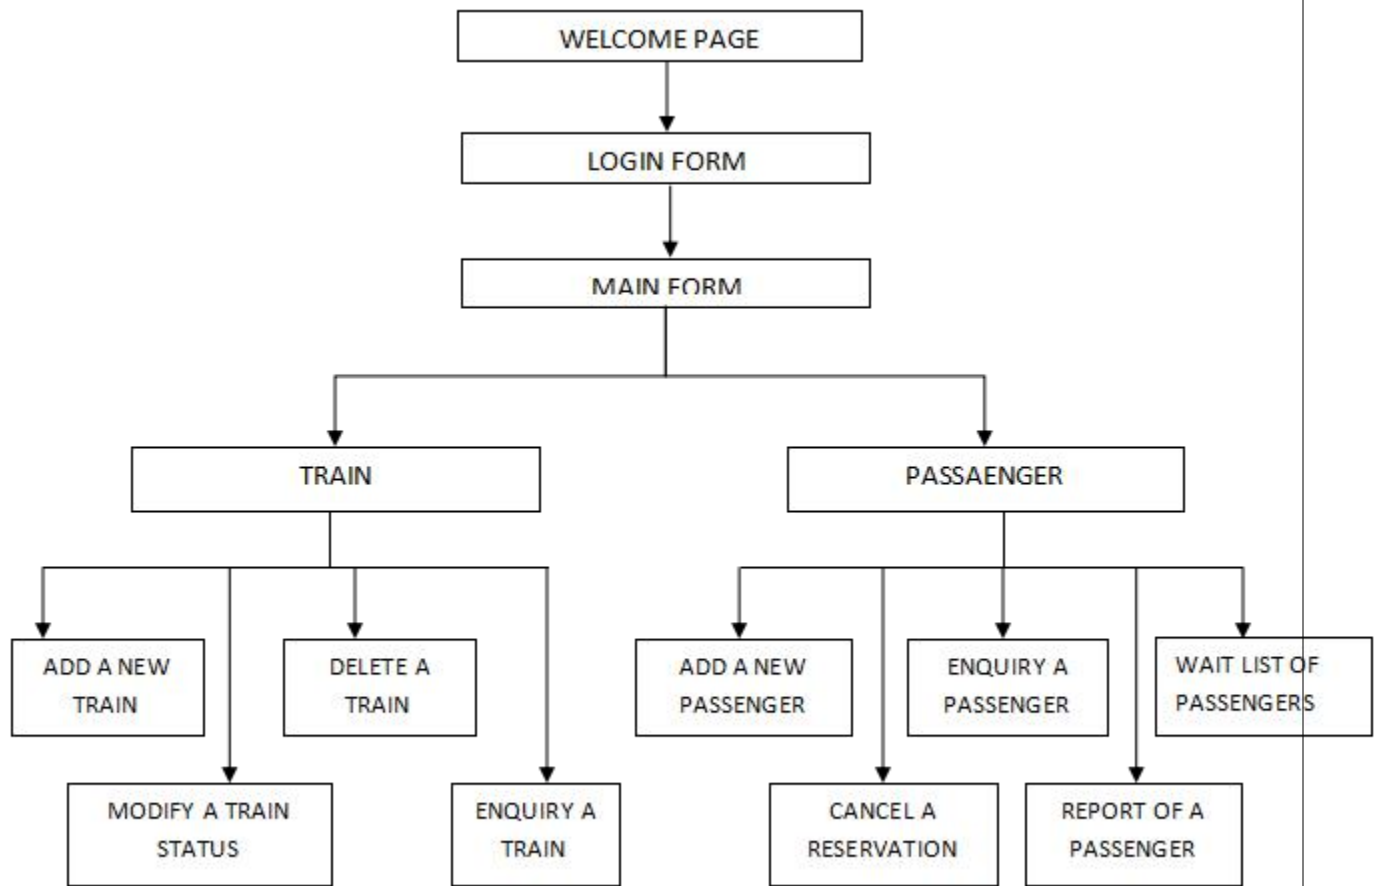 WELCOME PAGE
LOGIN FORM
MAIN FORM
TRAIN
PASSAENGER
ADD A NEW
TRAIN
DELETE A
TRAIN
ADD A NEW
PASSENGER
ENQUIRY A
PASSENGER
WAIT LIST OF
PASSENGERS
MODIFY A TRAIN
STATUS
ENQUIRY A
TRAIN
CANCEL A
RESERVATION
REPORT OF A
PASSENGER